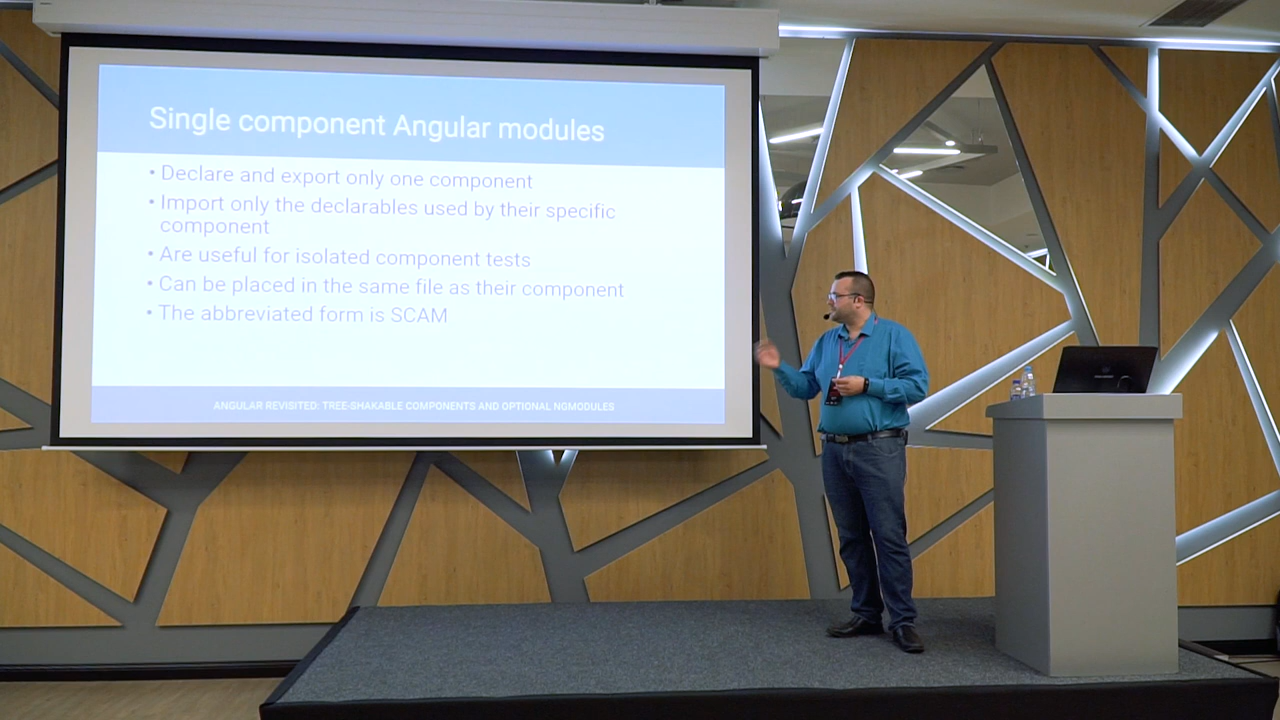 Single component Angular modules
• Declare and export only one component
• Import only the declarables used by their specific
component
• Are useful for isolated component tests
• Can be placed in the same file as their component
• The abbreviated form is SCAM
ANGULAR REVISITED: TREE-SHAKABLE COMPONENTS AND OPTIONAL NGMODULES